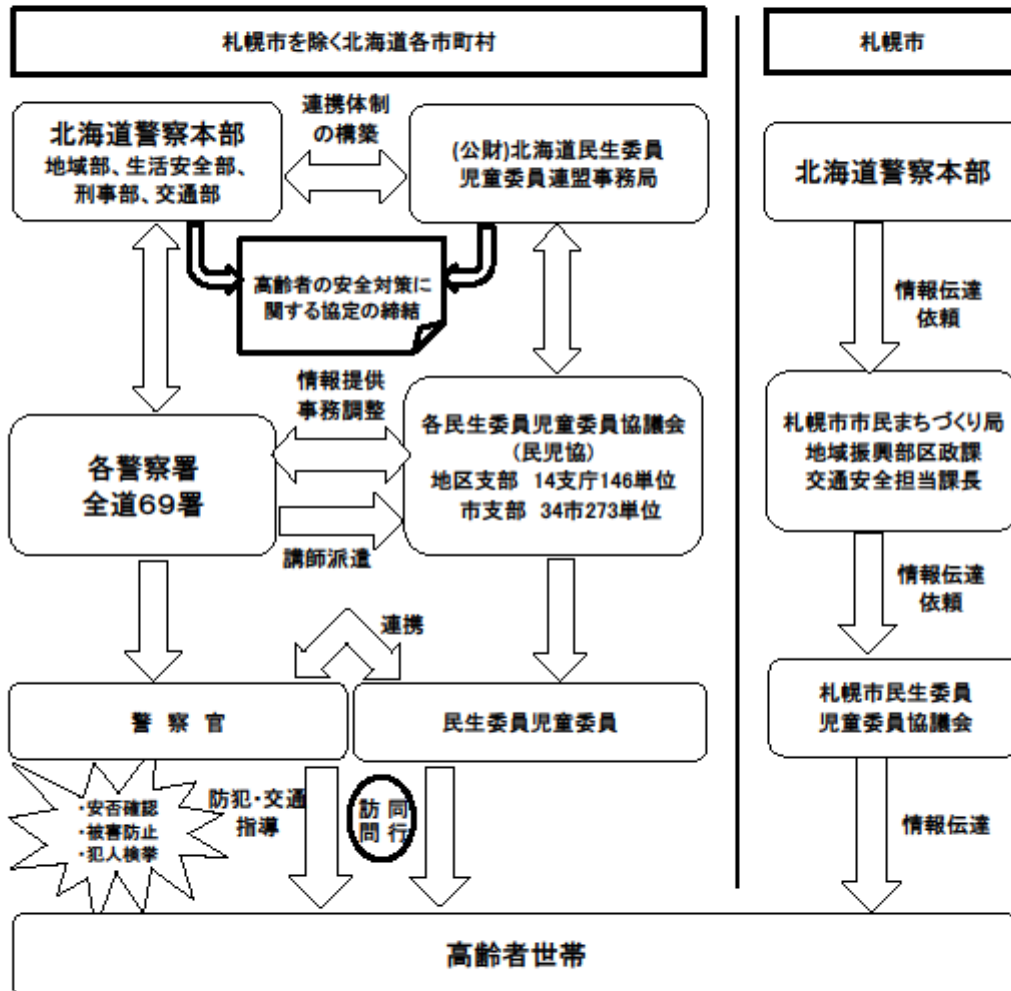 札幌市を除く北海道各市町村
北海道警察本部
地域部、生活安全部、
刑事部、交通部
連携体制
の構築
(公財)北海道民生委員
児童委員連盟事務局
高齢者の安全対策に
関する協定の締結
各警察署
全道69署
情報提供
事務調整
講師派遣
各民生委員児童委員協議会
(民児協)
地区支部 14支庁146単位
市支部 34市273単位
連携
警 察 官
民生委員児童委員
・安否確認
・被害防止
・犯人検挙
防犯・交通
指導
訪 同
問 行
札幌市
北海道警察本部
情報伝達
依頼
札幌市市民まちづくり局
地域振興部区政課
交通安全担当課長
情報伝達
依頼
札幌市民生委員
児童委員協議会
情報伝達
高齢者世帯